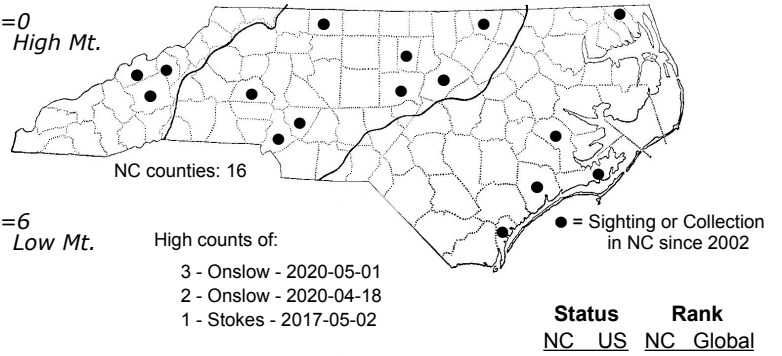 =0
High Mt.
NC counties: 16
=6
Low Mt.
High counts of:
3 - Onslow - 2020-05-01
2 - Onslow - 2020-04-18
1 - Stokes - 2017-05-02
● = Sighting or Collection
in NC since 2002
Status Rank
NC US NC Global